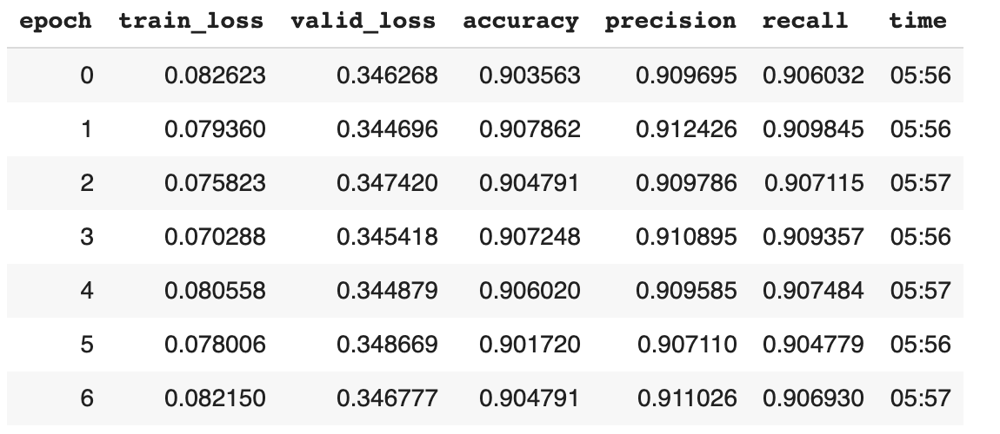 epoch train_loss valid_loss accuracy precision recall time
0 0.082623 0.346268 0.903563 0.909695 0.906032 05:56
1 0.079360 0.344696 0.907862 0.912426 0.909845 05:56
2 0.075823 0.347420 0.904791 0.909786 0.907115 05:57
3 0.070288 0.345418 0.907248 0.910895 0.909357 05:56
4 0.080558 0.344879 0.906020 0.909585 0.907484 05:57
5 0.078006 0.348669 0.901720 0.907110 0.904779 05:56
6 0.082150 0.346777 0.904791 0.911026 0.906930 05:57